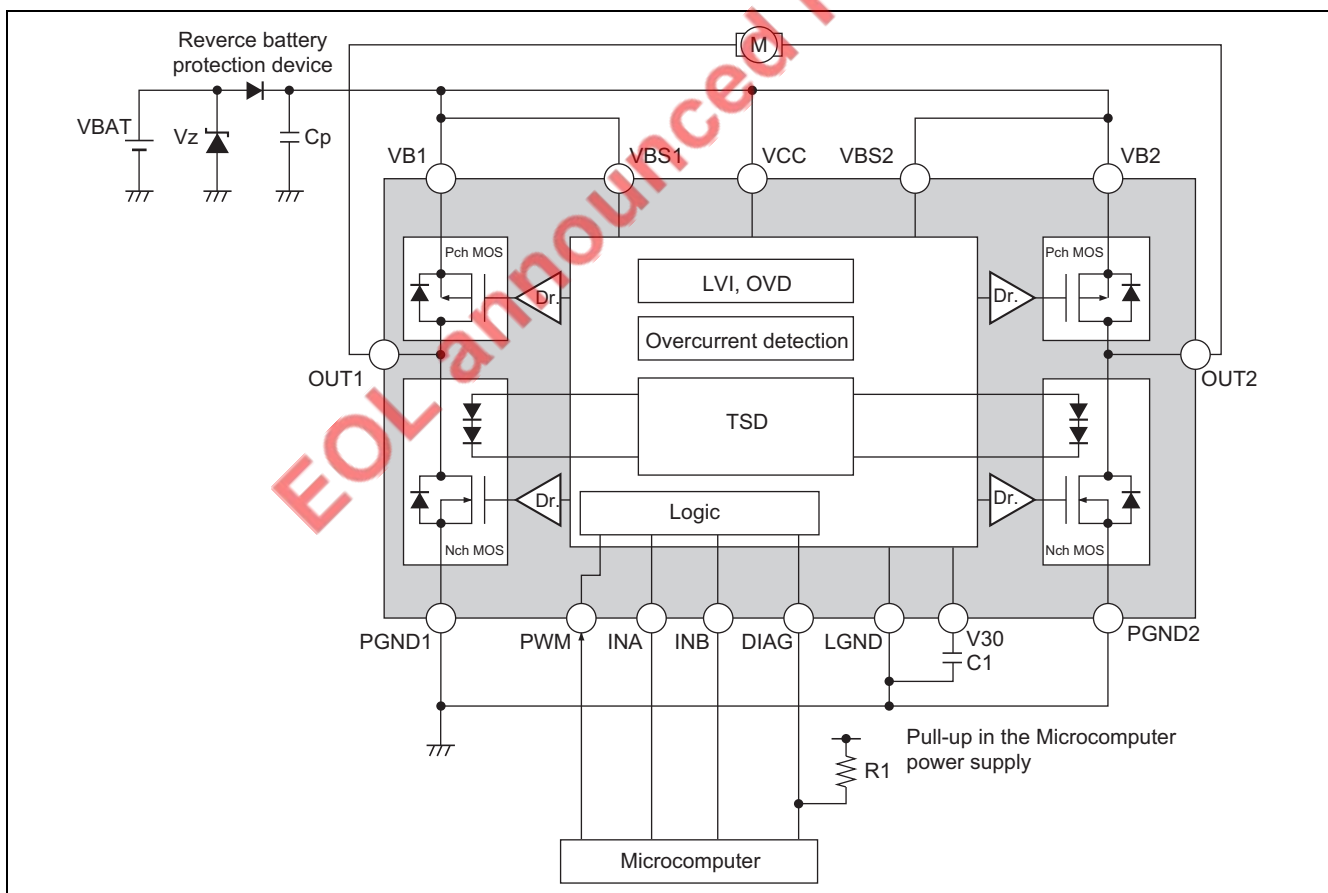 Reverce battery
protection device
M
VBAT
Vz
Cp
VB1
VBS1
VCC
VBS2
VB2
Pch MOS
Dr.
LVI, OVD
Dr.
Pch MOS
Overcurrent detection
OUT1
OUT2
TSD
Dr.
Logic
Dr.
Nch MOS
Nch MOS
PGND1
PWM
INA
INB
DIAG
LGND
V30
C1
PGND2
R1
Pull-up in the Microcomputer
power supply
Microcomputer
EOL announced